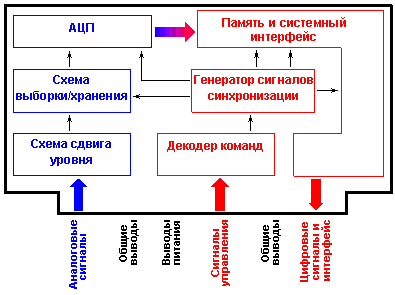 АЦП
Память и системный
интерфейс
Схема
выборки/хранения
Генератор сигналов
синхронизации
Схема сдвига
уровня
Декодер команд
Аналоговые
сигналы
Общие
выводы
Выводы
питания
Сигналы
управления
Общие
выводы
Цифровые
сигналы и
интерфейс